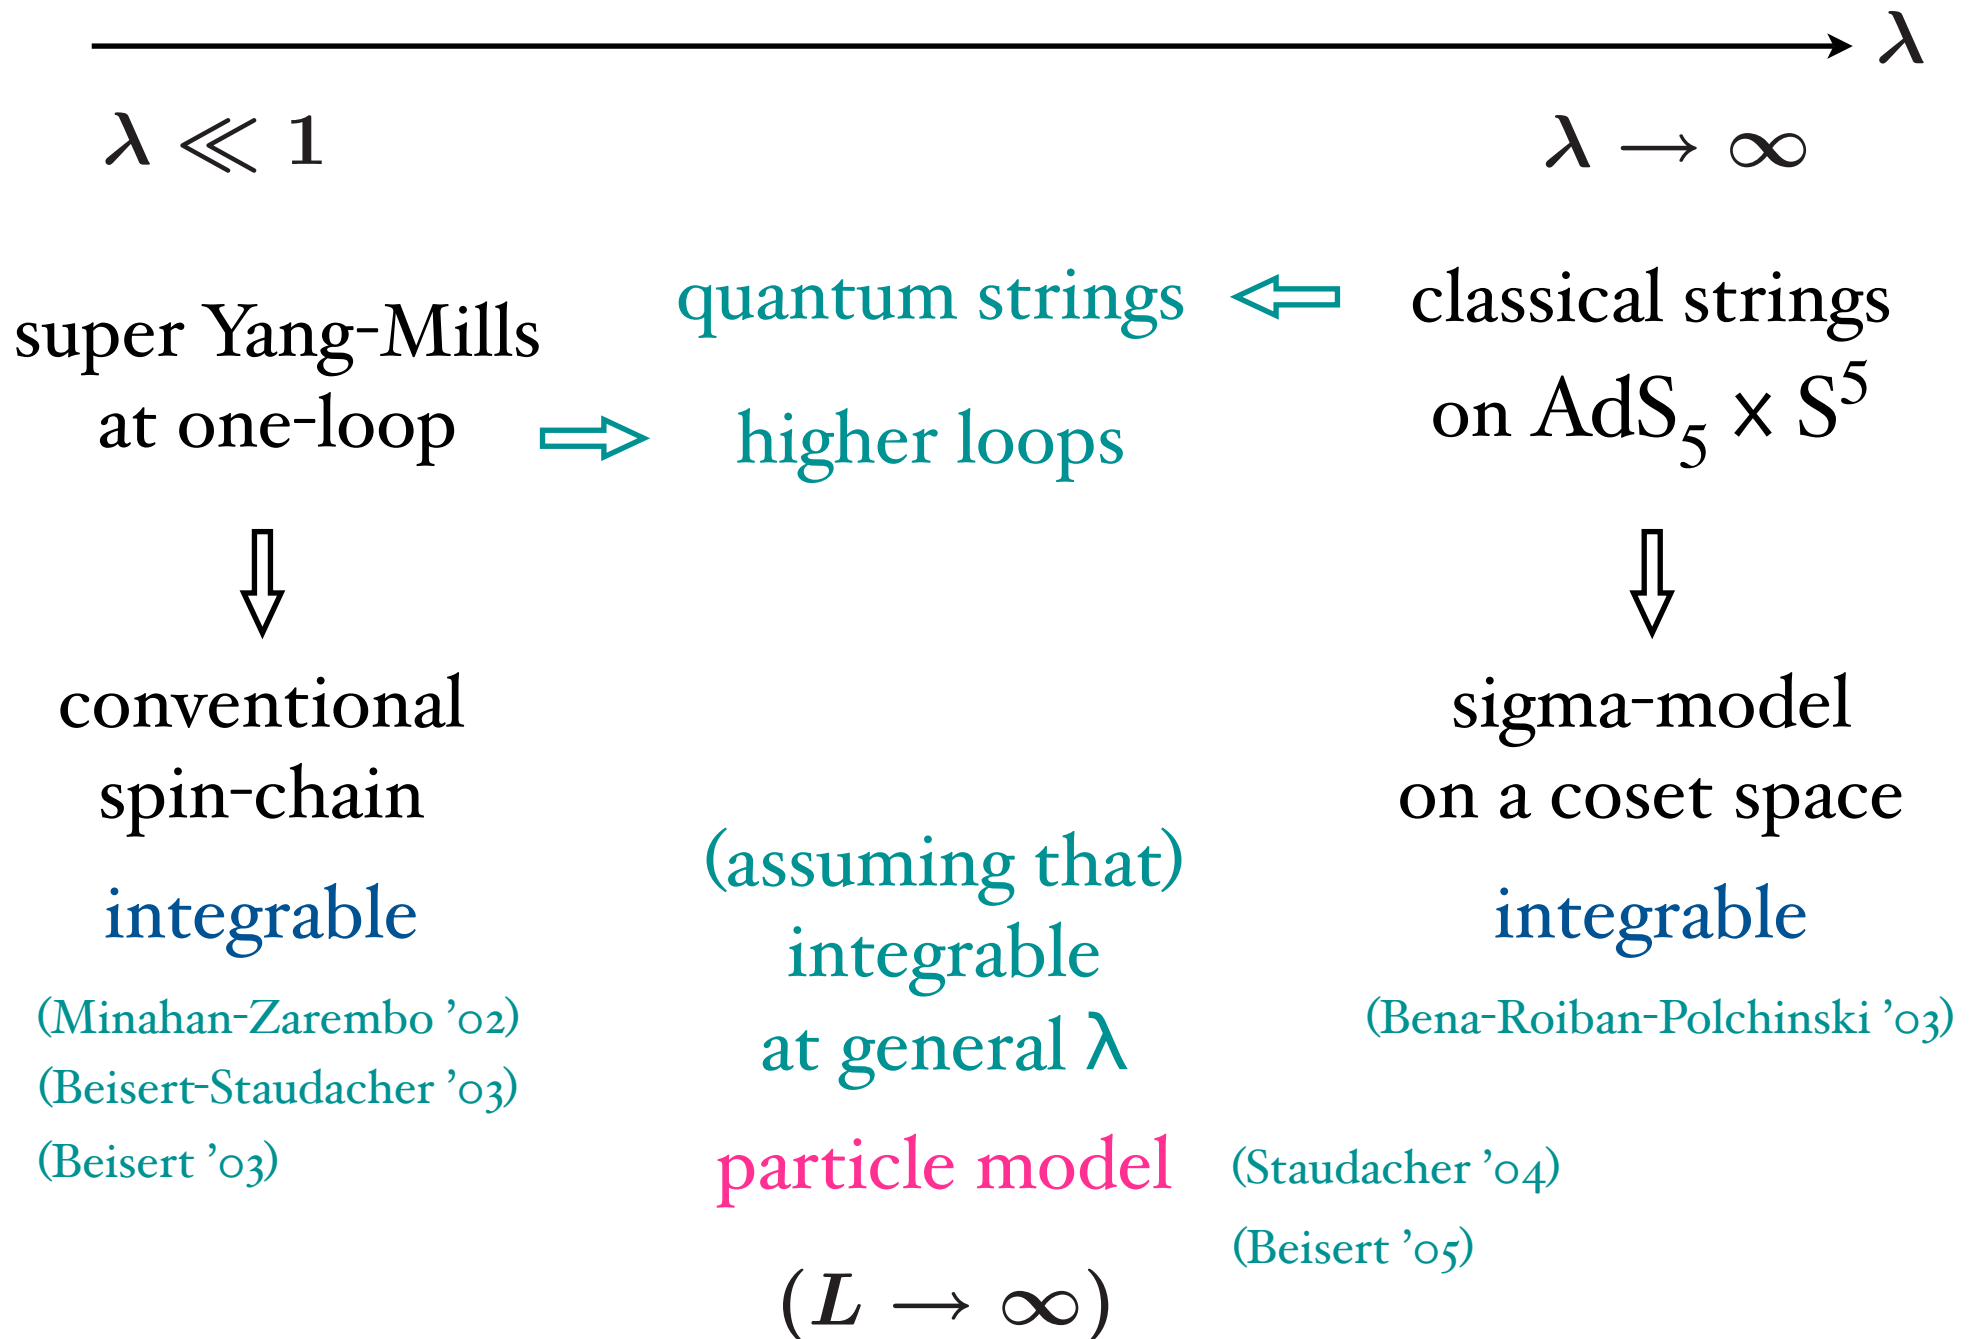 λ
λ ≪ 1
λ → ∞
super Yang-Mills
at one-loop
quantum strings
higher loops
classical strings
on AdS₅ × S⁵
conventional
spin-chain
integrable
(Minahan-Zarembo ’02)
(Beisert-Staudacher ’03)
(Beisert ’03)
(assuming that)
integrable
at general λ
particle model
(L → ∞)
(Staudacher ’04)
(Beisert ’05)
sigma-model
on a coset space
integrable
(Bena-Roiban-Polchinski ’03)